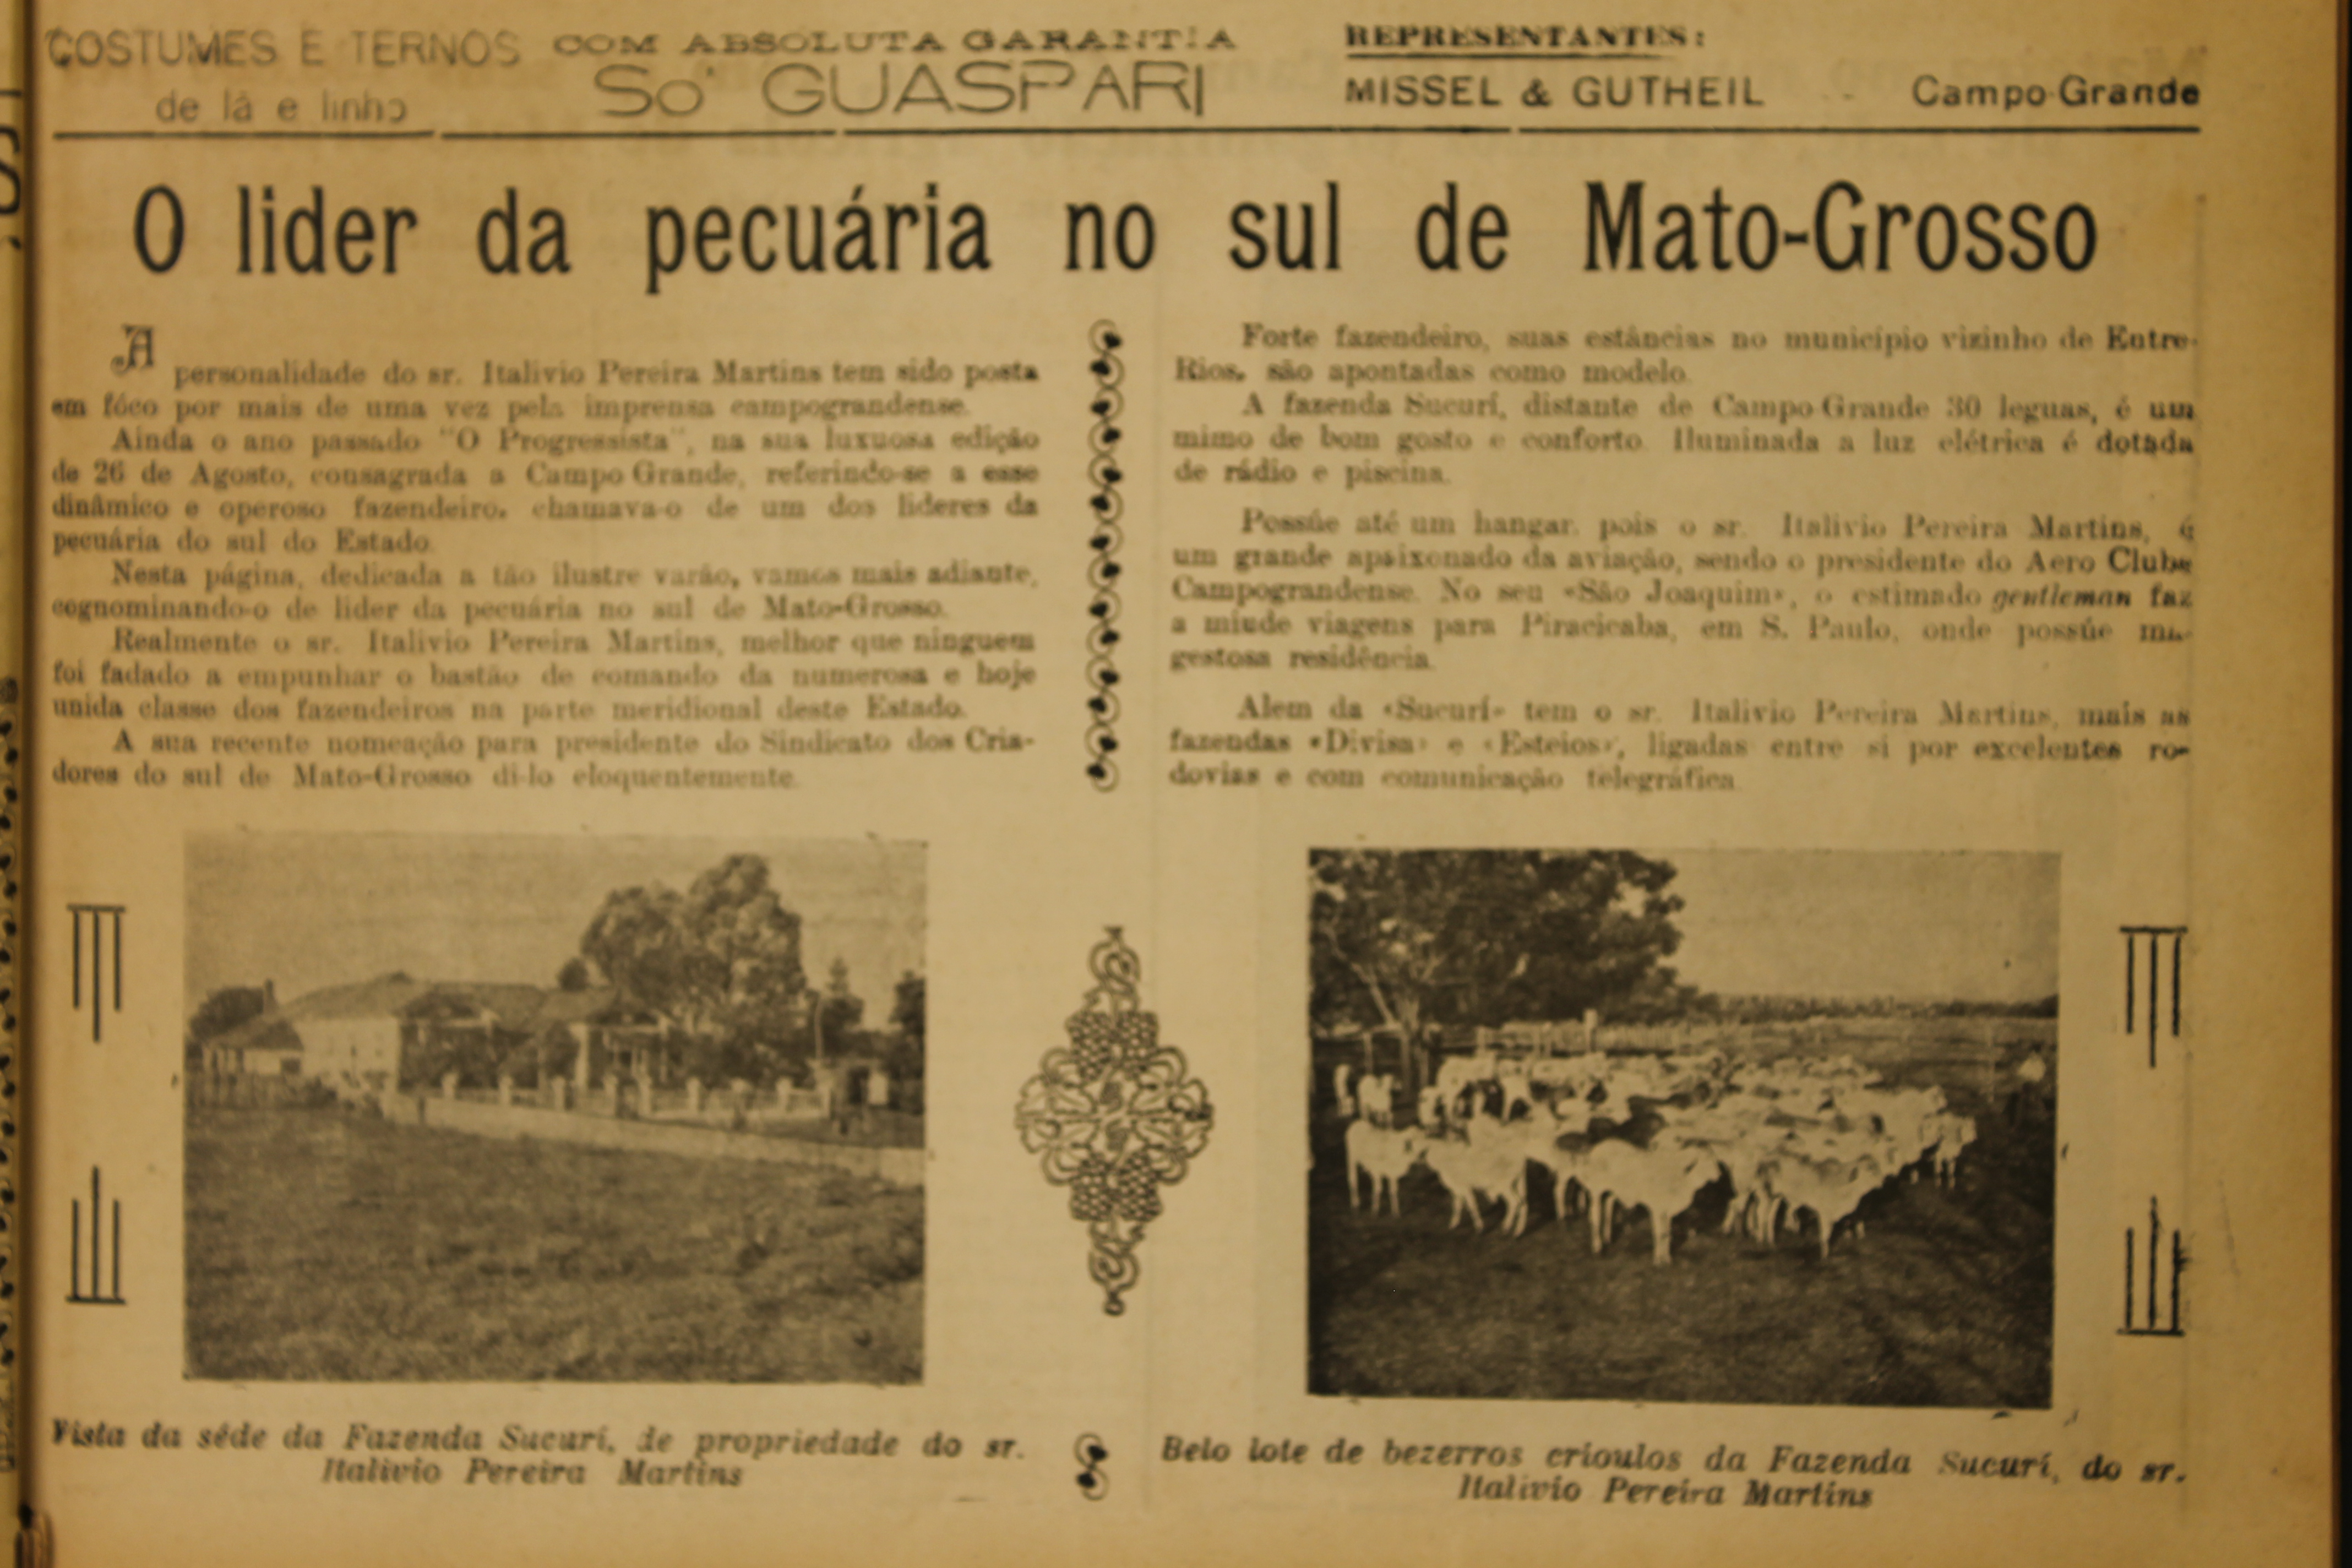 COSTUMES E TERNOS
de lã e linho
COM ABSOLUTA GARANTIA
Só GUASPARI
REPRESENTANTES:
MISSEL & GUTHEIL - Campo Grande
O lider da pecuária no sul de Mato-Grosso
A
personalidade do sr. Italivio Pereira Martins tem sido posta
em fóco por mais de uma vez pela imprensa campograndense.
Ainda o ano passado "O Progressista", na sua luxuosa edição
de 26 de Agosto, consagrada a Campo Grande, referindo-se a esse
dinâmico e operoso fazendeiro, chamava-o de um dos lideres da
pecuária do sul do Estado.
Nesta página, dedicada a tão ilustre varão, vamos mais adiante,
cognominando-o de lider da pecuária no sul de Mato-Grosso.
Realmente o sr. Italivio Pereira Martins, melhor que ninguem
foi fadado a empunhar o bastão de comando da numerosa e hoje
unida classe dos fazendeiros na parte meridional deste Estado.
A sua recente nomeação para presidente do Sindicato dos Cria-
dores do sul de Mato-Grosso di-lo eloquentemente.
Forte fazendeiro, suas estâncias no município vizinho de Entre-
Rios, são apontadas como modelo.
A fazenda Sucurí, distante de Campo Grande 30 leguas, é um
mimo de bom gosto e conforto. Iluminada a luz elétrica é dotada
de rádio e piscina.
Possúe até um hangar, pois o sr. Italivio Pereira Martins, é
um grande apaixonado da aviação, sendo o presidente do Aero Clube
Campograndense. No seu «São Joaquim», o estimado gentleman faz
a miude viagens para Piracicaba, em S. Paulo, onde possúe ma-
gestosa residência.
Alem da «Sucurí» tem o sr. Italivio Pereira Martins, mais as
fazendas «Divisa» e «Esteios», ligadas entre si por excelentes ro-
dovias e com comunicação telegráfica.
Vista da séde da Fazenda Sucurí, de propriedade do sr.
Italivio Pereira Martins
Belo lote de bezerros crioulos da Fazenda Sucurí, do sr.
Italivio Pereira Martins